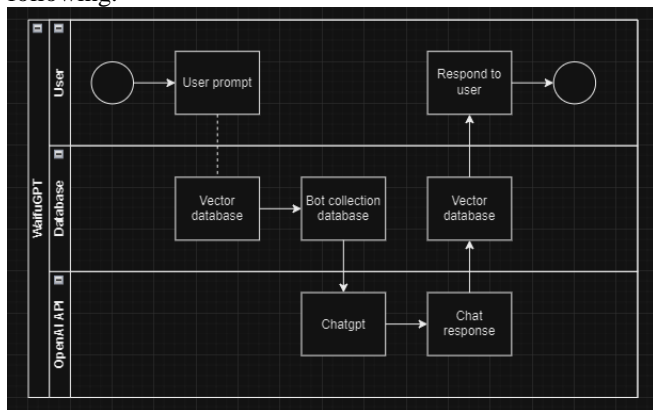 following:
WaifuGPT
User
User prompt
Respond to
user
Database
Vector
database
Bot collection
database
Vector
database
OpenAI API
Chatgpt
Chat
response